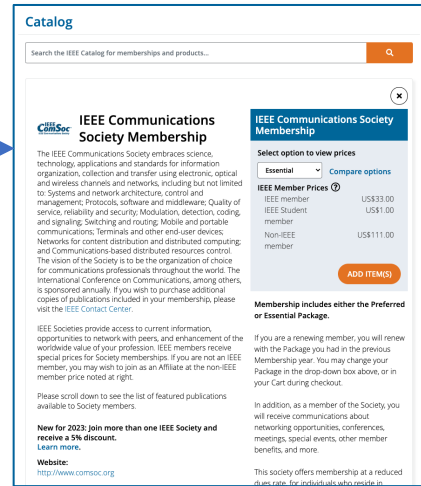 Catalog
Search the IEEE Catalog for memberships and products...
IEEE ComSoc
IEEE Communications
Society Membership
The IEEE Communications Society embraces science,
technology, applications and standards for information
organization, collection and transfer using electronic, optical
and wireless channels and networks, including but not limited
to: Systems and network architecture, control and
management; Protocols, software and middleware; Quality of
service, reliability and security; Modulation, detection, coding,
and signaling; Switching and routing; Mobile and portable
communications; Terminals and other end-user devices;
Networks for content distribution and distributed computing;
and Communications-based distributed resources control.
The vision of the Society is to be the organization of choice
for communications professionals throughout the world. The
International Conference on Communications, among others,
is sponsored annually. If you wish to purchase additional
copies of publications included in your membership, please
visit the IEEE Contact Center.
IEEE Societies provide access to current information,
opportunities to network with peers, and enhancement of the
worldwide value of your profession. IEEE members receive
special prices for Society memberships. If you are not an IEEE
member, you may wish to join as an Affiliate at the non-IEEE
member price noted at right.
Please scroll down to see the list of featured publications
available to Society members.
New for 2023: Join more than one IEEE Society and
receive a 5% discount.
Learn more.
Website:
http://www.comsoc.org
IEEE Communications Society
Membership
Select option to view prices
Essential Compare options
IEEE Member Prices ?
IEEE member US$33.00
IEEE Student US$1.00
member
Non-IEEE US$111.00
member
ADD ITEM(S)
Membership includes either the Preferred
or Essential Package.
If you are a renewing member, you will renew
with the Package you had in the previous
Membership year. You may change your
Package in the drop-down box above, or in
your Cart during checkout.
In addition, as a member of the Society, you
will receive communications about
networking opportunities, conferences,
meetings, special events, other member
benefits, and more.
This society offers membership at a reduced
dues rate, for individuals who reside in